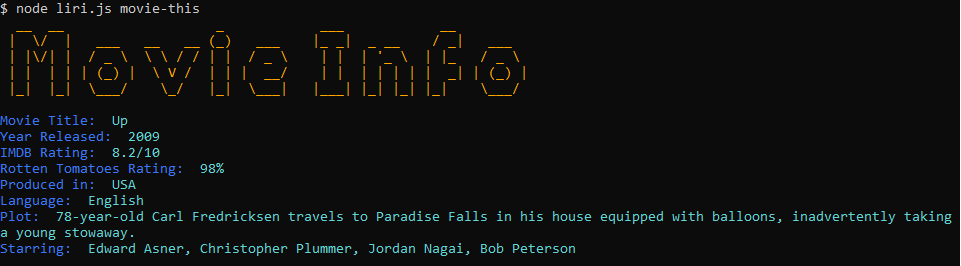 $ node liri.js movie-this
Movie Info
Movie Title:  Up
Year Released:  2009
IMDB Rating:  8.2/10
Rotten Tomatoes Rating:  98%
Produced in:  USA
Language:  English
Plot:  78-year-old Carl Fredricksen travels to Paradise Falls in his house equipped with balloons, inadvertently taking
a young stowaway.
Starring:  Edward Asner, Christopher Plummer, Jordan Nagai, Bob Peterson